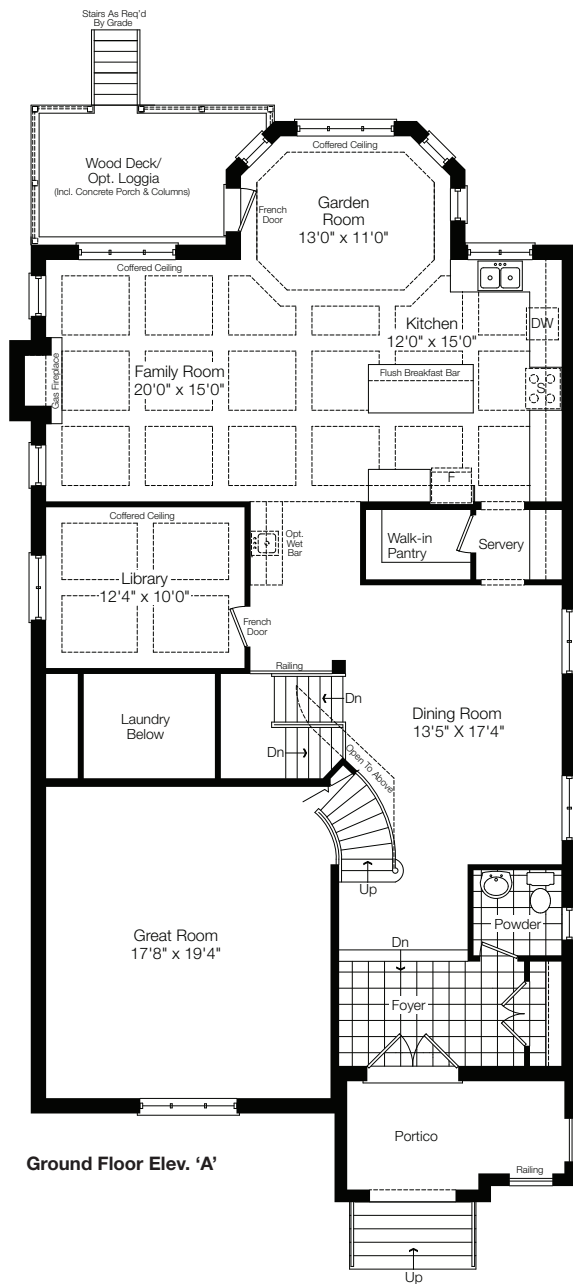 Stairs As Req'd
By Grade
Wood Deck/
Opt. Loggia
(Incl. Concrete Porch & Columns)
Coffered Ceiling
Garden
Room
13'0" x 11'0"
French
Door
Coffered Ceiling
Kitchen
12'0" x 15'0"
DW
Family Room
20'0" x 15'0"
Gas Fireplace
Flush Breakfast Bar
S
F
Coffered Ceiling
Library
12'4" x 10'0"
Opt.
Wet
Bar
Walk-in
Pantry
Servery
French
Door
Railing
Dn
Laundry
Below
Dn
Open To Above
Dining Room
13'5" X 17'4"
Up
Great Room
17'8" x 19'4"
Powder
Dn
Foyer
Portico
Railing
Ground Floor Elev. ‘A’
Up